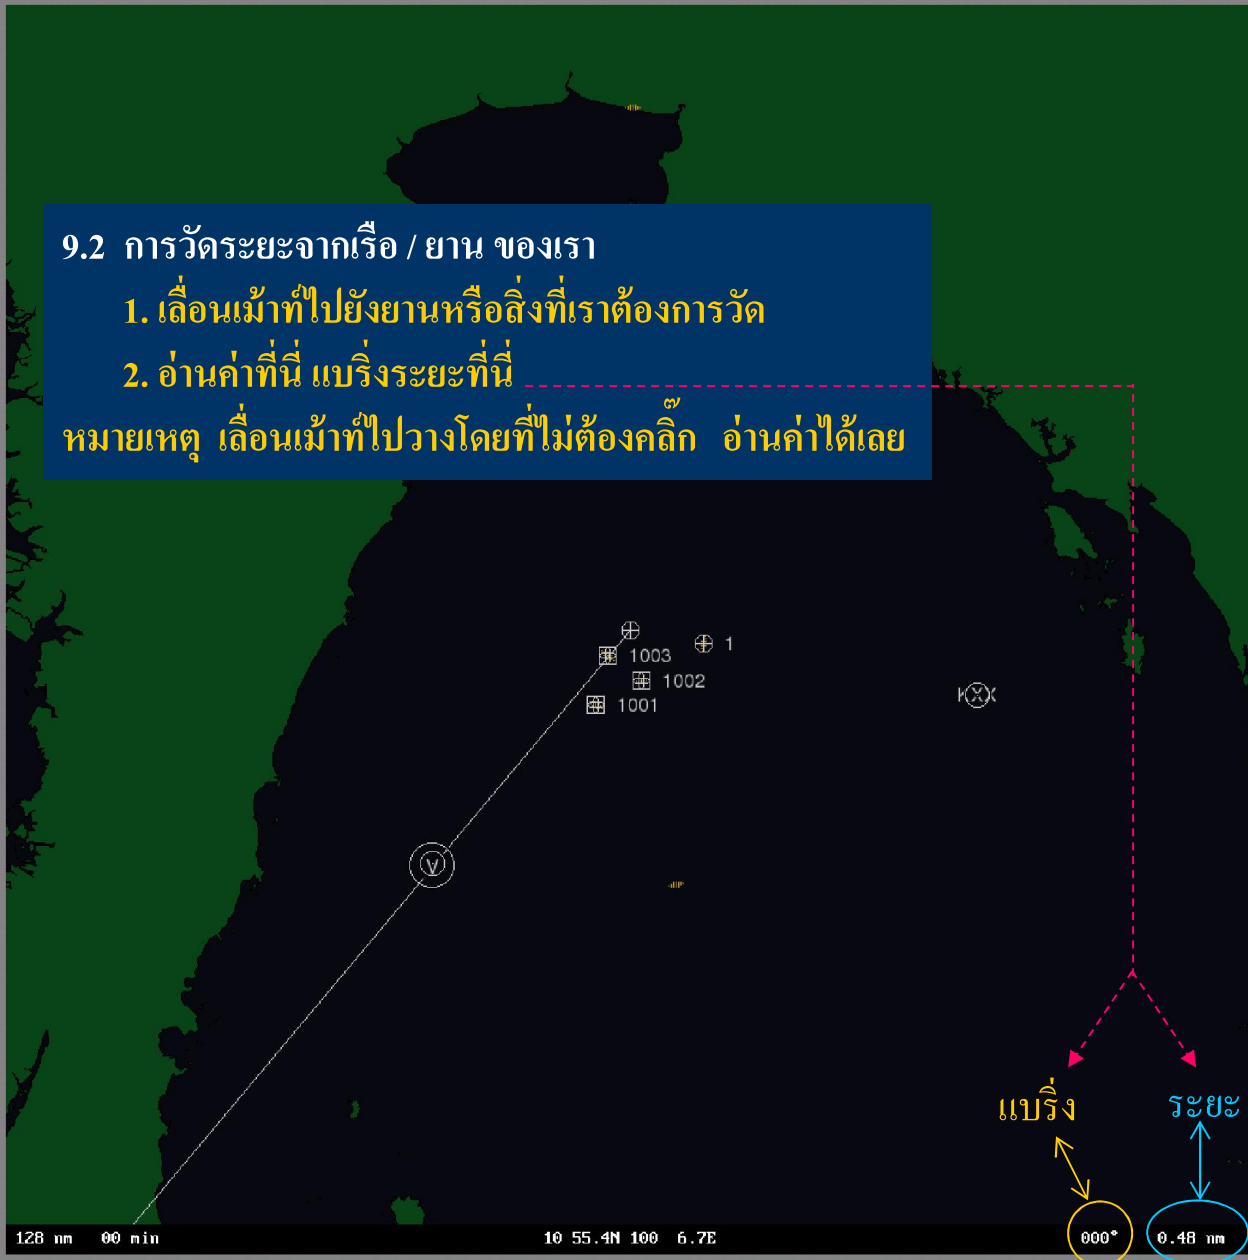 9.2 การวัดระยะจากเรือ / ยาน ของเรา
1. เลื่อนเม้าท์ไปยังยานหรือสิ่งที่เราต้องการวัด
2. อ่านค่าที่นี่ แบริ่งระยะที่นี่
หมายเหตุ เลื่อนเม้าท์ไปวางโดยที่ไม่ต้องคลิ๊ก อ่านค่าได้เลย
1
1003
1002
1001
V
แบริ่ง ระยะ
128 nm 00 min 10 55.4N 100 6.7E 000° 0.48 nm